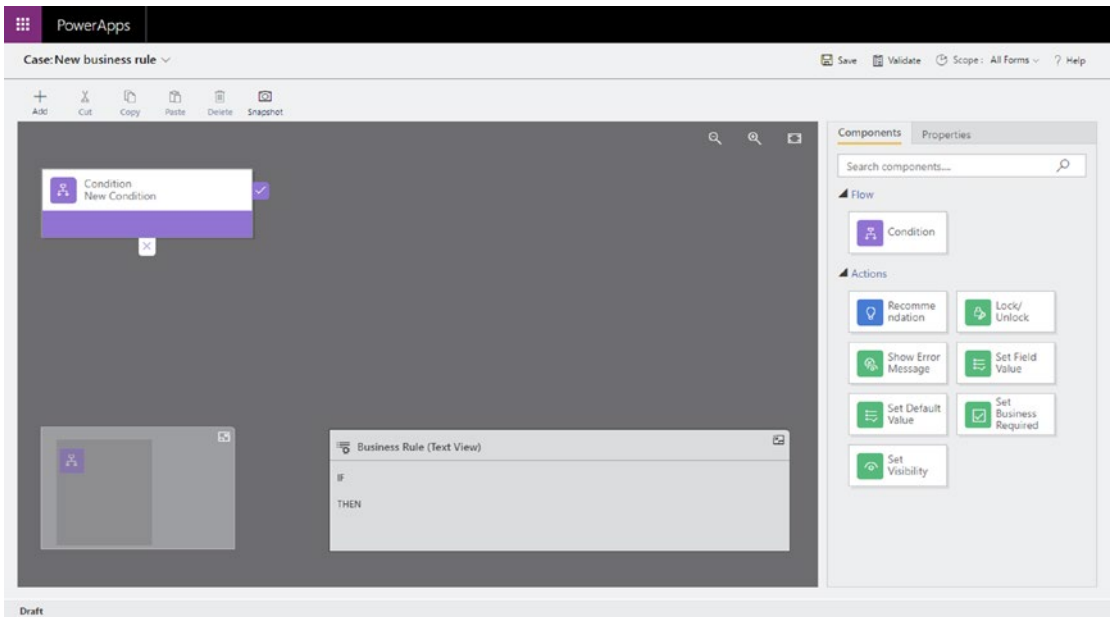 PowerApps
Case: New business rule
Save Validate Scope: All Forms ? Help
Add Cut Copy Paste Delete Snapshot
Condition
New Condition
Business Rule (Text View)
IF
THEN
Components Properties
Search components....
Flow
Condition
Actions
Recomme
ndation
Lock/
Unlock
Show Error
Message
Set Field
Value
Set Default
Value
Set
Business
Required
Set
Visibility
Draft